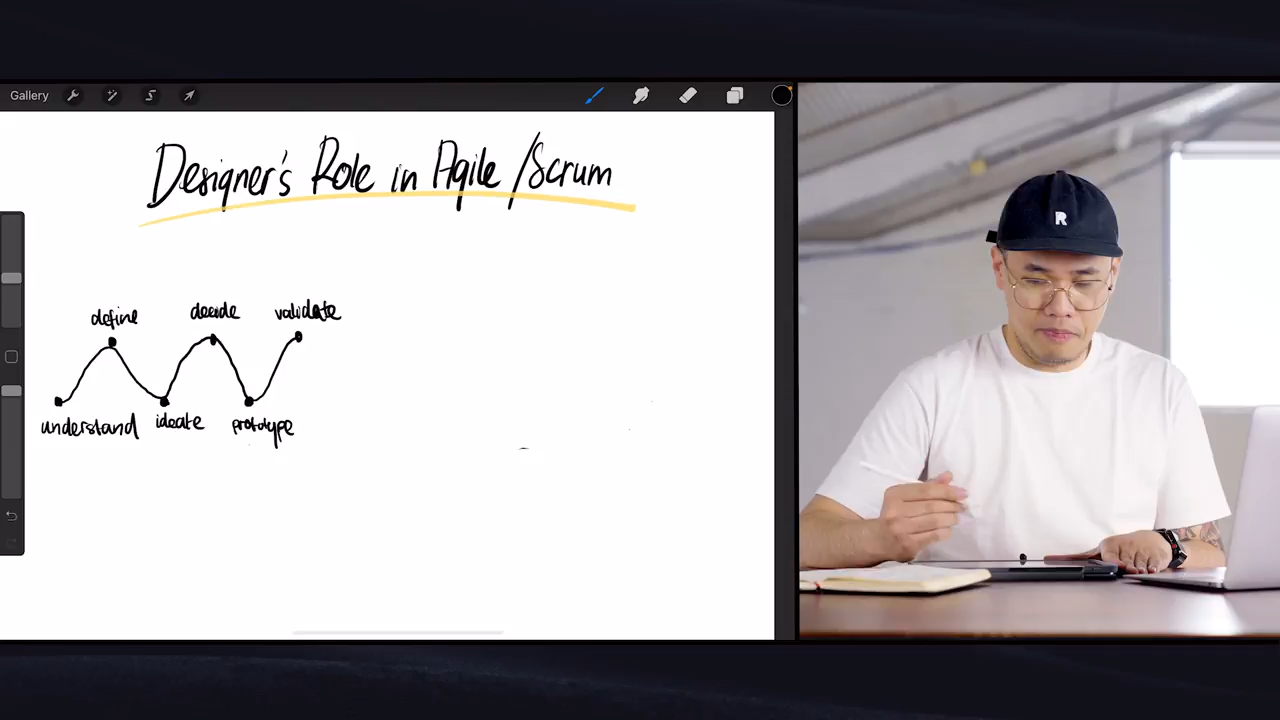 Gallery
Designer's Role in Agile /Scrum
define decide validate
understand ideate prototype
R